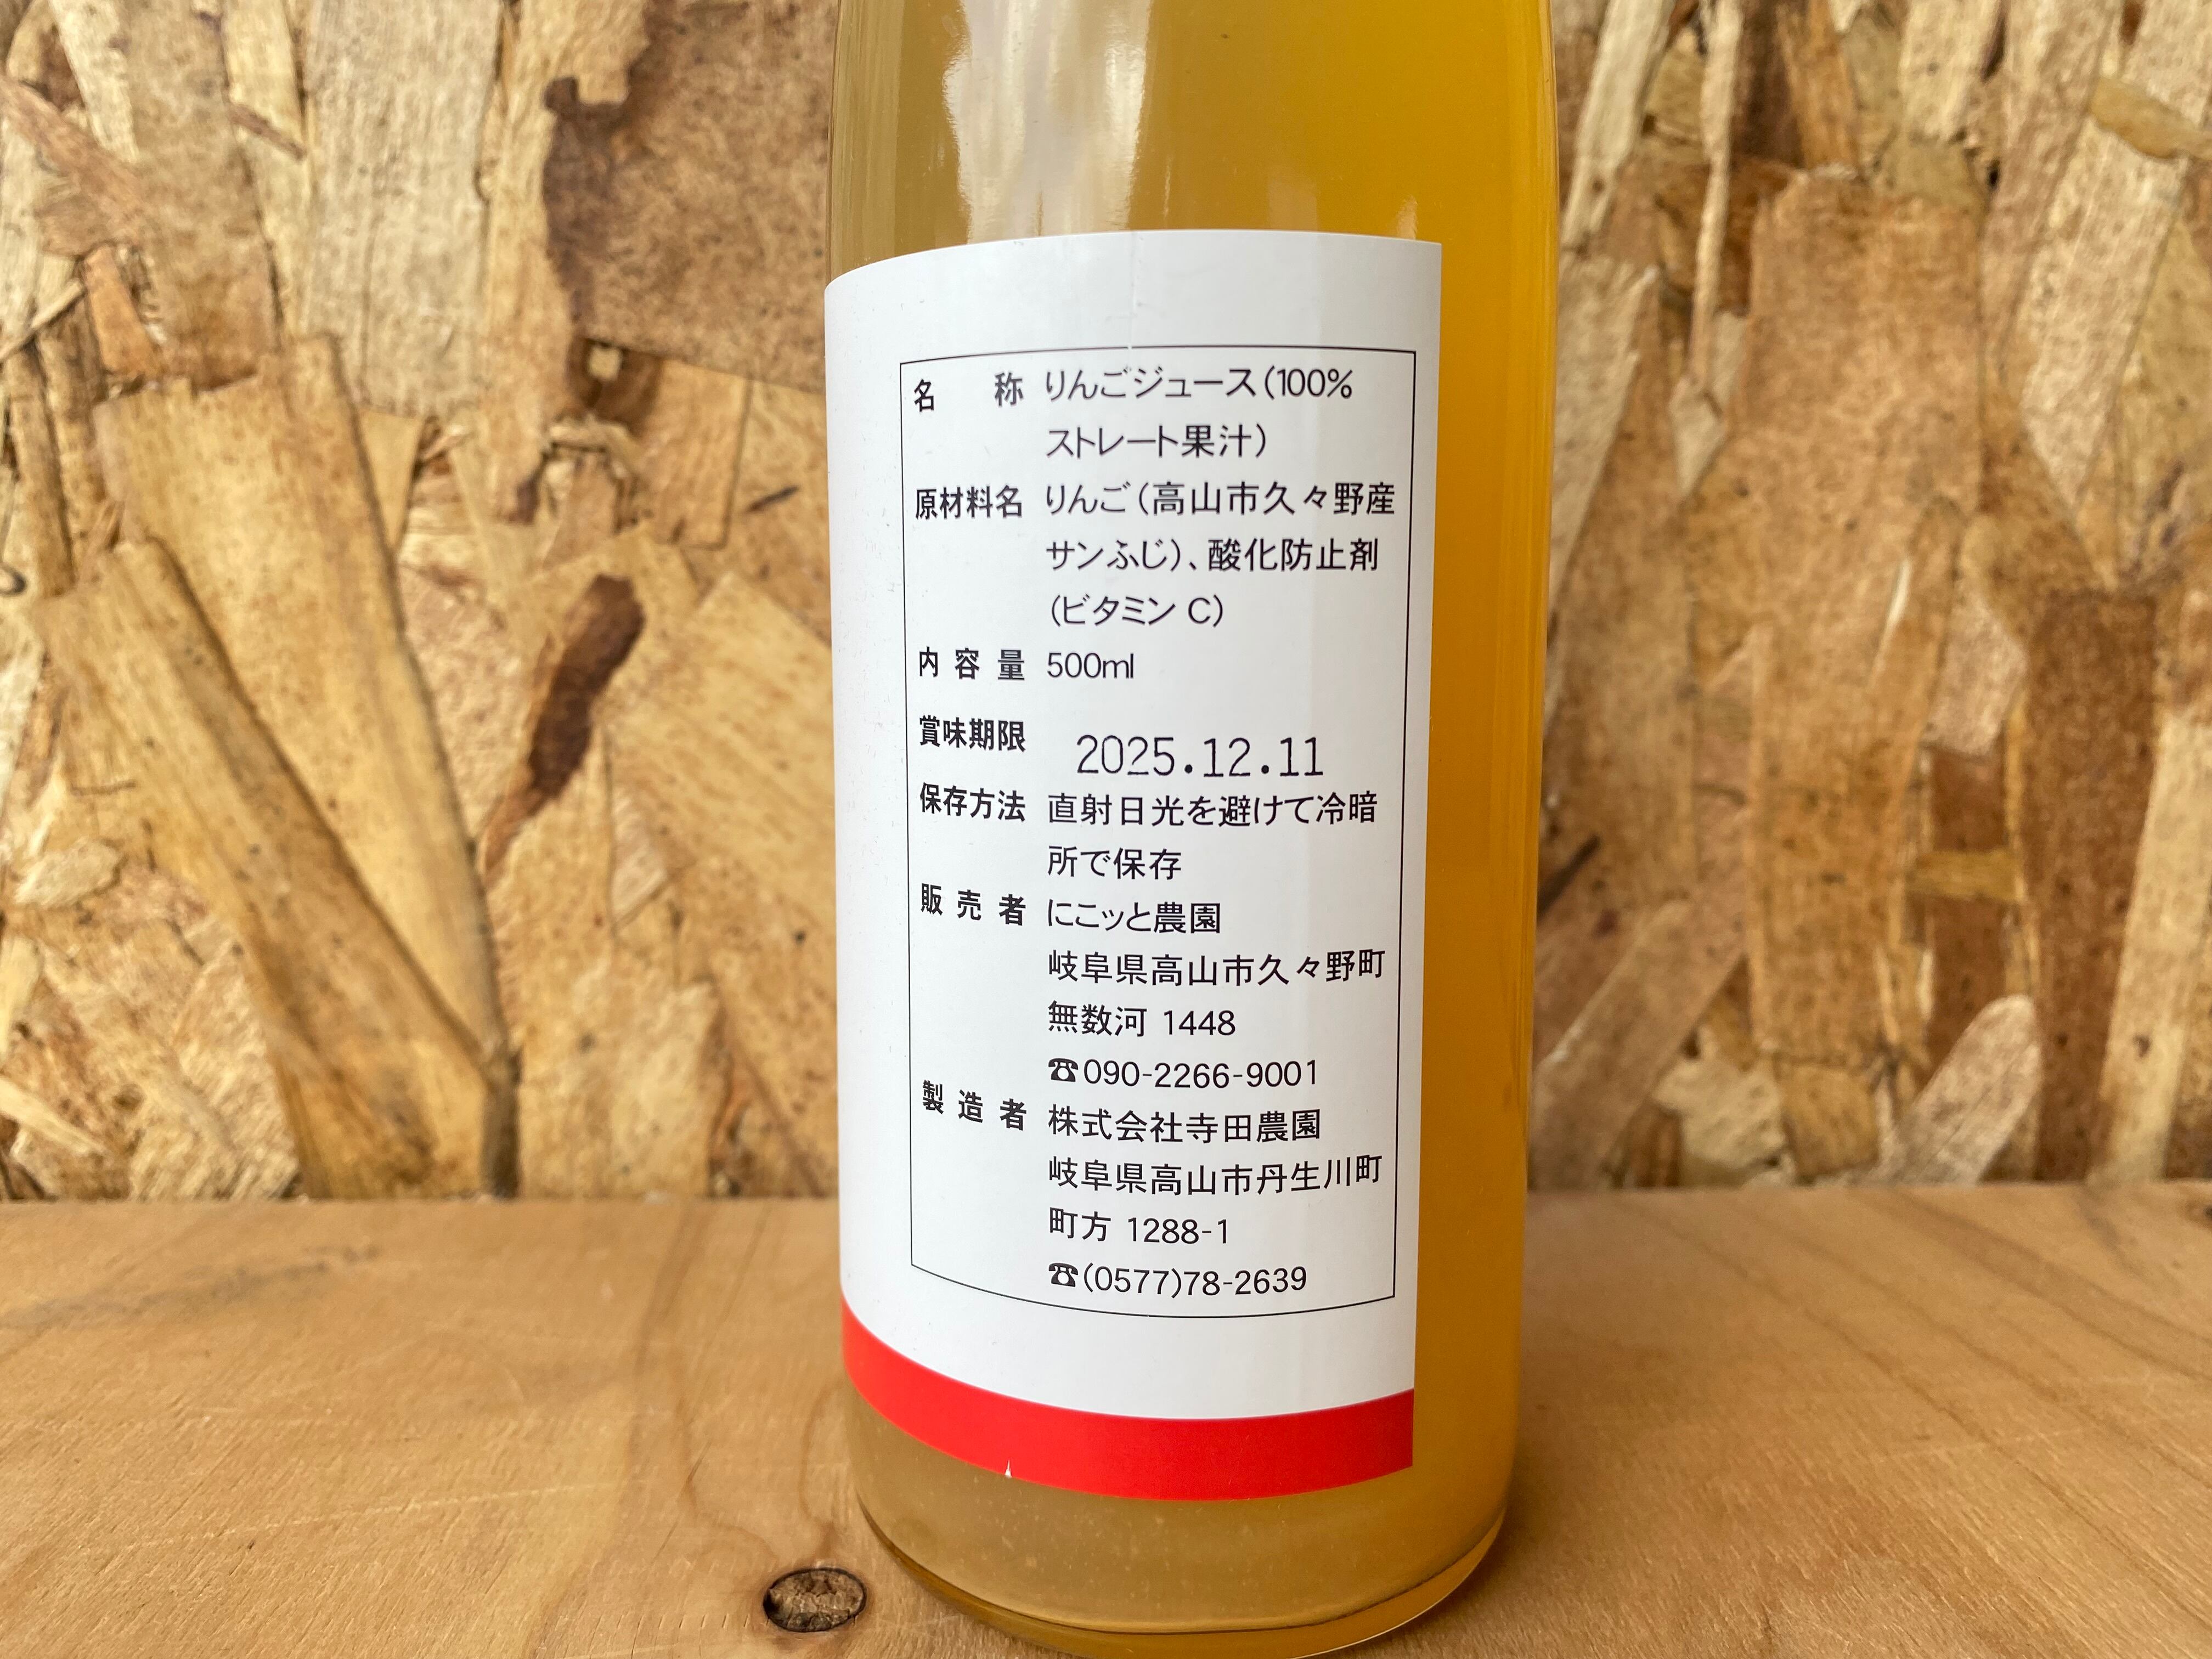 名称 りんごジュース（100%
ストレート果汁）
原材料名 りんご（高山市久々野産
サンふじ）、酸化防止剤
（ビタミン C）
内容量 500ml
賞味期限 2025.12.11
保存方法 直射日光を避けて冷暗
所で保存
販売者 にこッと農園
岐阜県高山市久々野町
無数河 1448
☎090-2266-9001
製造者 株式会社寺田農園
岐阜県高山市丹生川町
町方 1288-1
☎(0577)78-2639